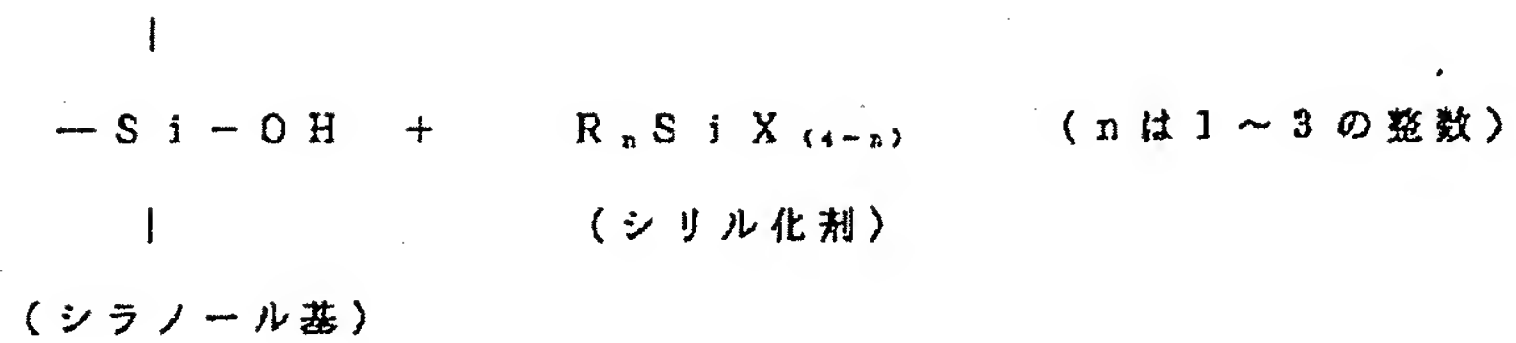 |
－Si－OH + RₙSiX₍₄₋ₙ₎ (nは1～3の整数)
| (シリル化剤)
(シラノール基)